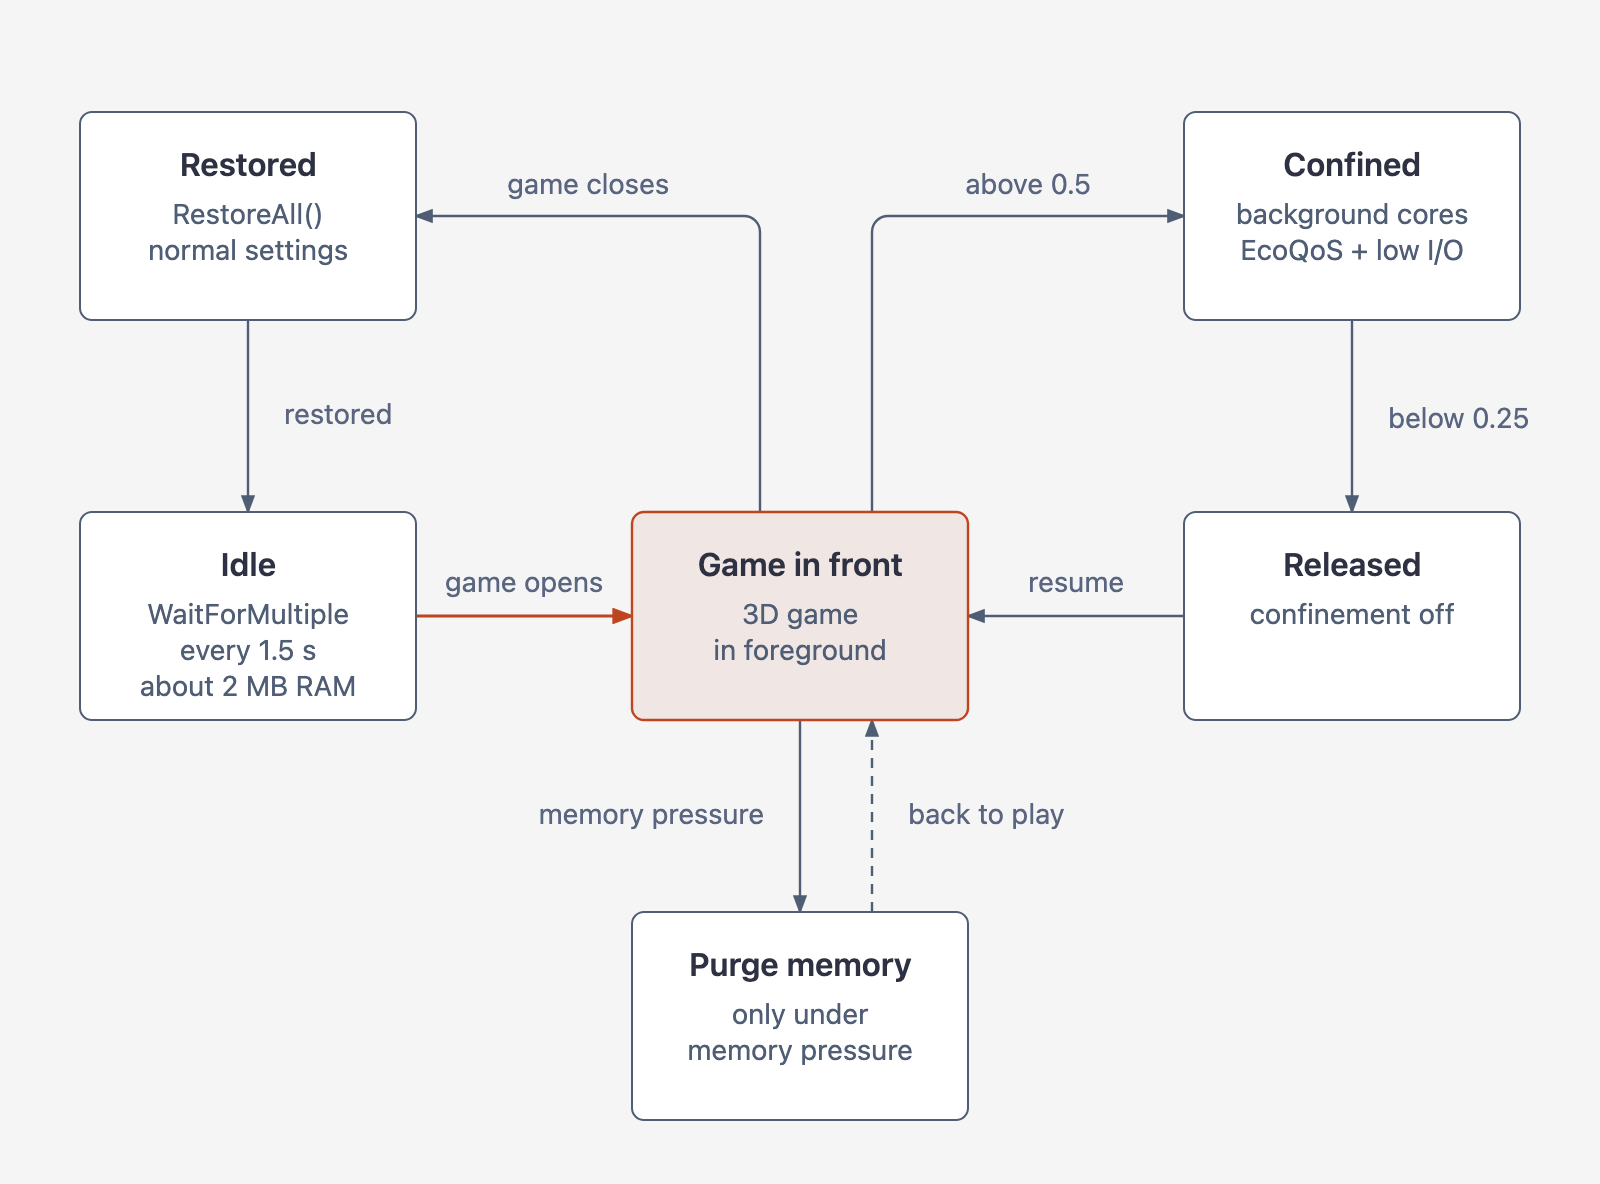 Restored
RestoreAll()
normal settings
game closes
above 0.5
Confined
background cores
EcoQoS + low I/O
restored
below 0.25
Idle
WaitForMultiple
every 1.5 s
about 2 MB RAM
game opens
Game in front
3D game
in foreground
resume
Released
confinement off
memory pressure
back to play
Purge memory
only under
memory pressure